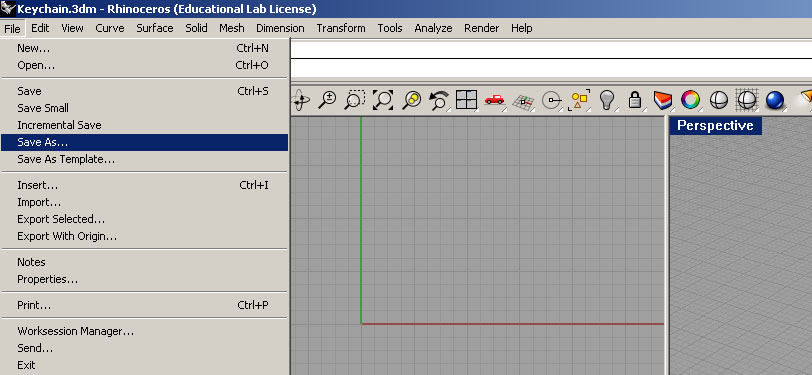 Keychain.3dm - Rhinoceros (Educational Lab License)
File Edit View Curve Surface Solid Mesh Dimension Transform Tools Analyze Render Help
New... Ctrl+N
Open... Ctrl+O
Save Ctrl+S
Save Small
Incremental Save
Save As...
Save As Template...
Insert... Ctrl+I
Import...
Export Selected...
Export With Origin...
Notes
Properties...
Print... Ctrl+P
Worksession Manager...
Send...
Exit
Perspective